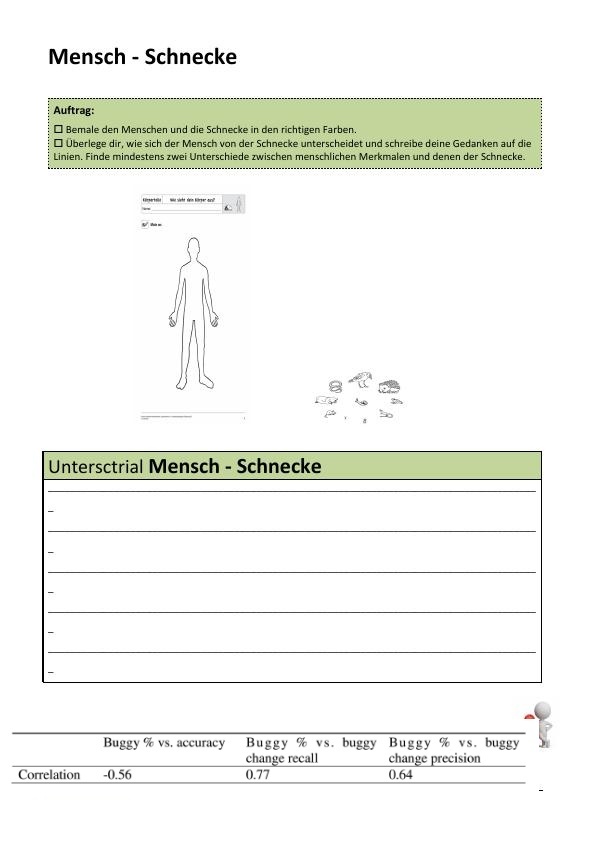 Mensch - Schnecke
Auftrag:
☐ Bemale den Menschen und die Schnecke in den richtigen Farben.
☐ Überlege dir, wie sich der Mensch von der Schnecke unterscheidet und schreibe deine Gedanken auf die
Linien. Finde mindestens zwei Unterschiede zwischen menschlichen Merkmalen und denen der Schnecke.
Körperteile Wie sieht dein Körper aus?
Name:
Untersctrial Mensch - Schnecke
Buggy % vs. accuracy Buggy % vs. buggy Buggy % vs. buggy
change recall change precision
Correlation -0.56 0.77 0.64